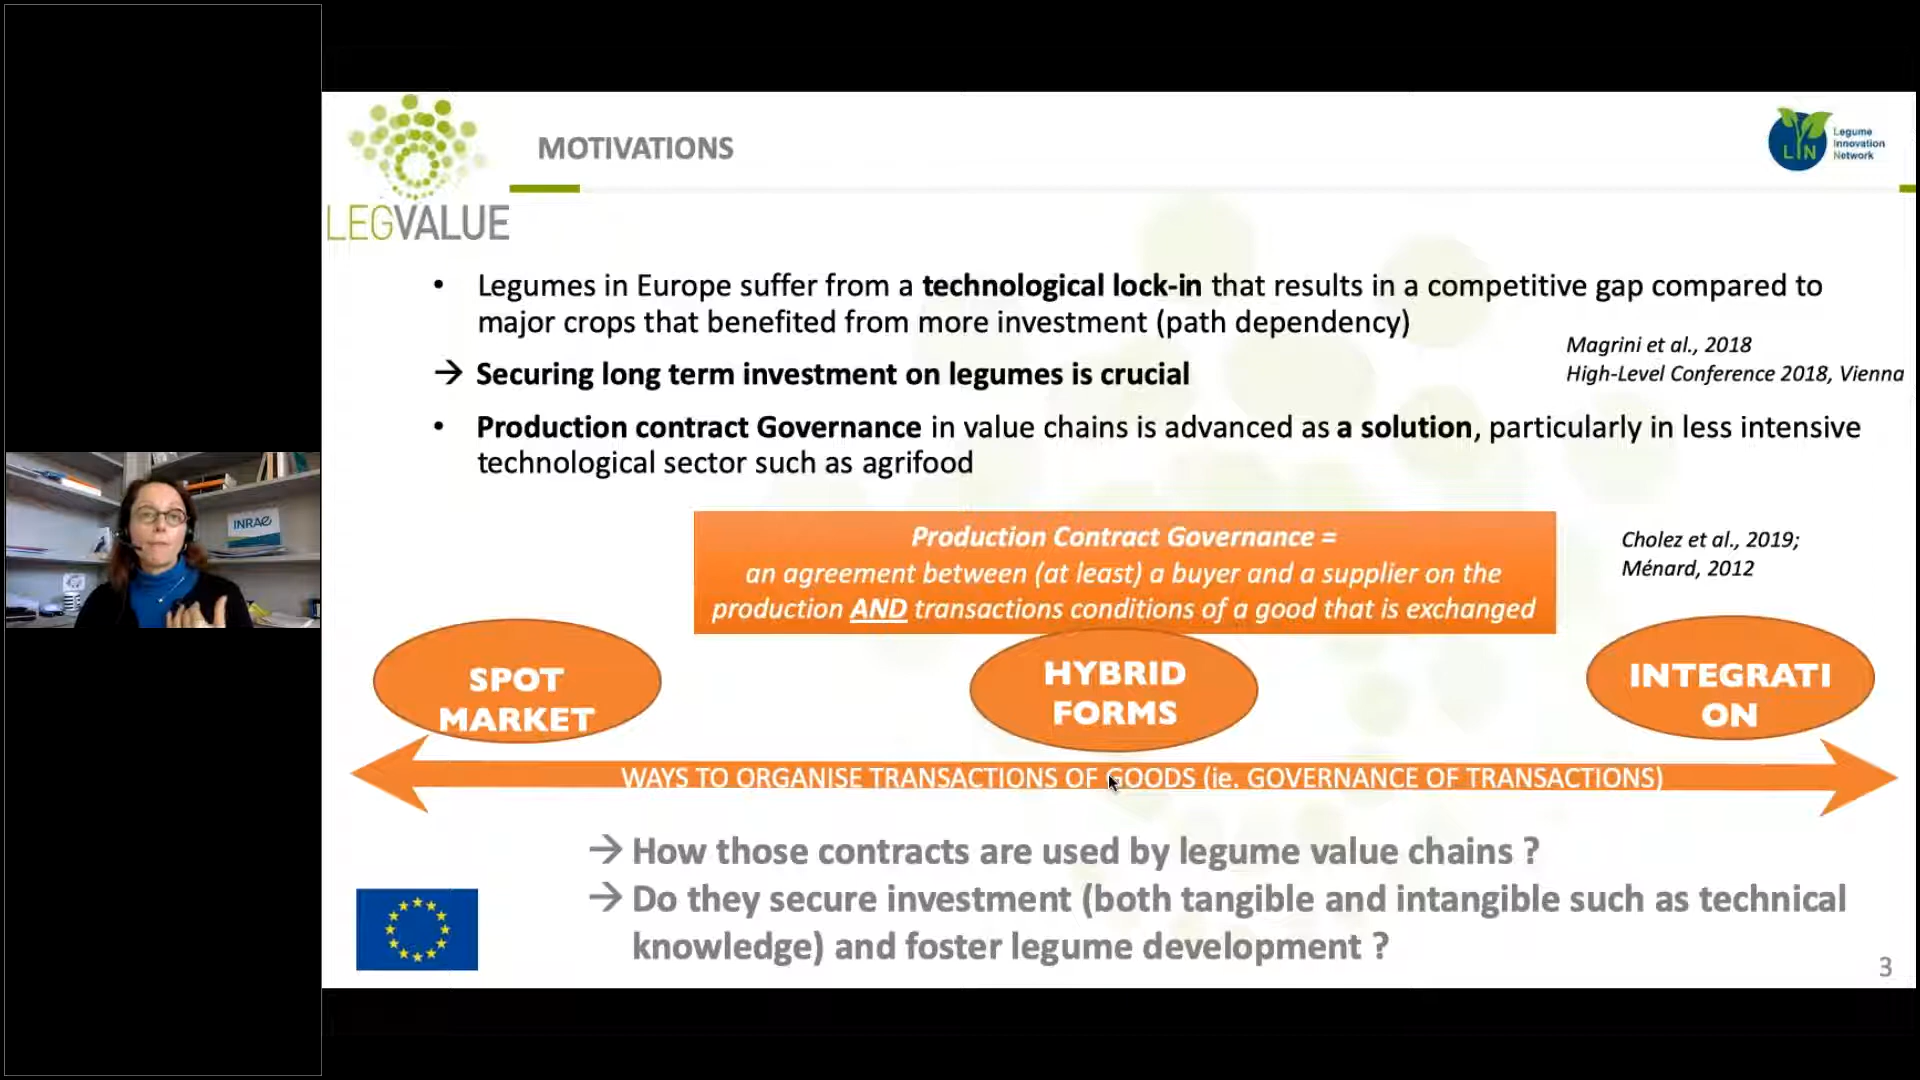 MOTIVATIONS
LEGVALUE
LIN
Legume
Innovation
Network
• Legumes in Europe suffer from a technological lock-in that results in a competitive gap compared to
major crops that benefited from more investment (path dependency)
Magrini et al., 2018
High-Level Conference 2018, Vienna
→ Securing long term investment on legumes is crucial
• Production contract Governance in value chains is advanced as a solution, particularly in less intensive
technological sector such as agrifood
INRAE
Production Contract Governance =
an agreement between (at least) a buyer and a supplier on the
production AND transactions conditions of a good that is exchanged
Cholez et al., 2019;
Ménard, 2012
SPOT
MARKET
HYBRID
FORMS
INTEGRATI
ON
WAYS TO ORGANISE TRANSACTIONS OF GOODS (ie. GOVERNANCE OF TRANSACTIONS)
→ How those contracts are used by legume value chains ?
→ Do they secure investment (both tangible and intangible such as technical
knowledge) and foster legume development ?
3